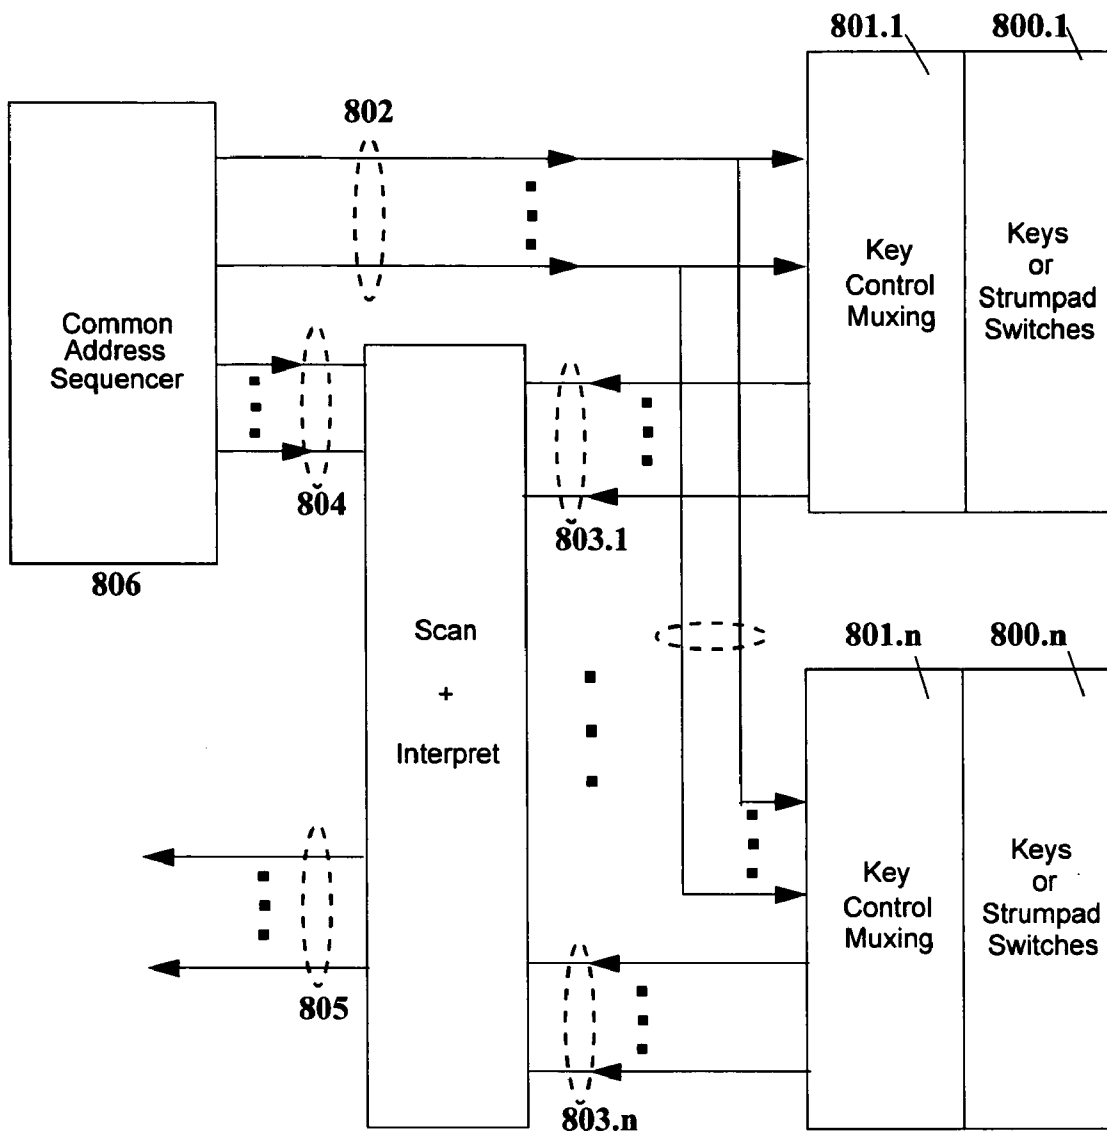 801.1 800.1
802
Key
Control
Muxing
Keys
or
Strumpad
Switches
Common
Address
Sequencer
804
803.1
806
Scan
+
Interpret
801.n 800.n
Key
Control
Muxing
Keys
or
Strumpad
Switches
805
803.n